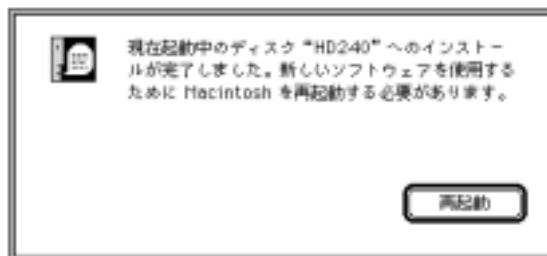 現在起動中のディスク“HD240”へのインストー
ルが完了しました。新しいソフトウェアを使用する
ために Macintosh を再起動する必要があります。
再起動